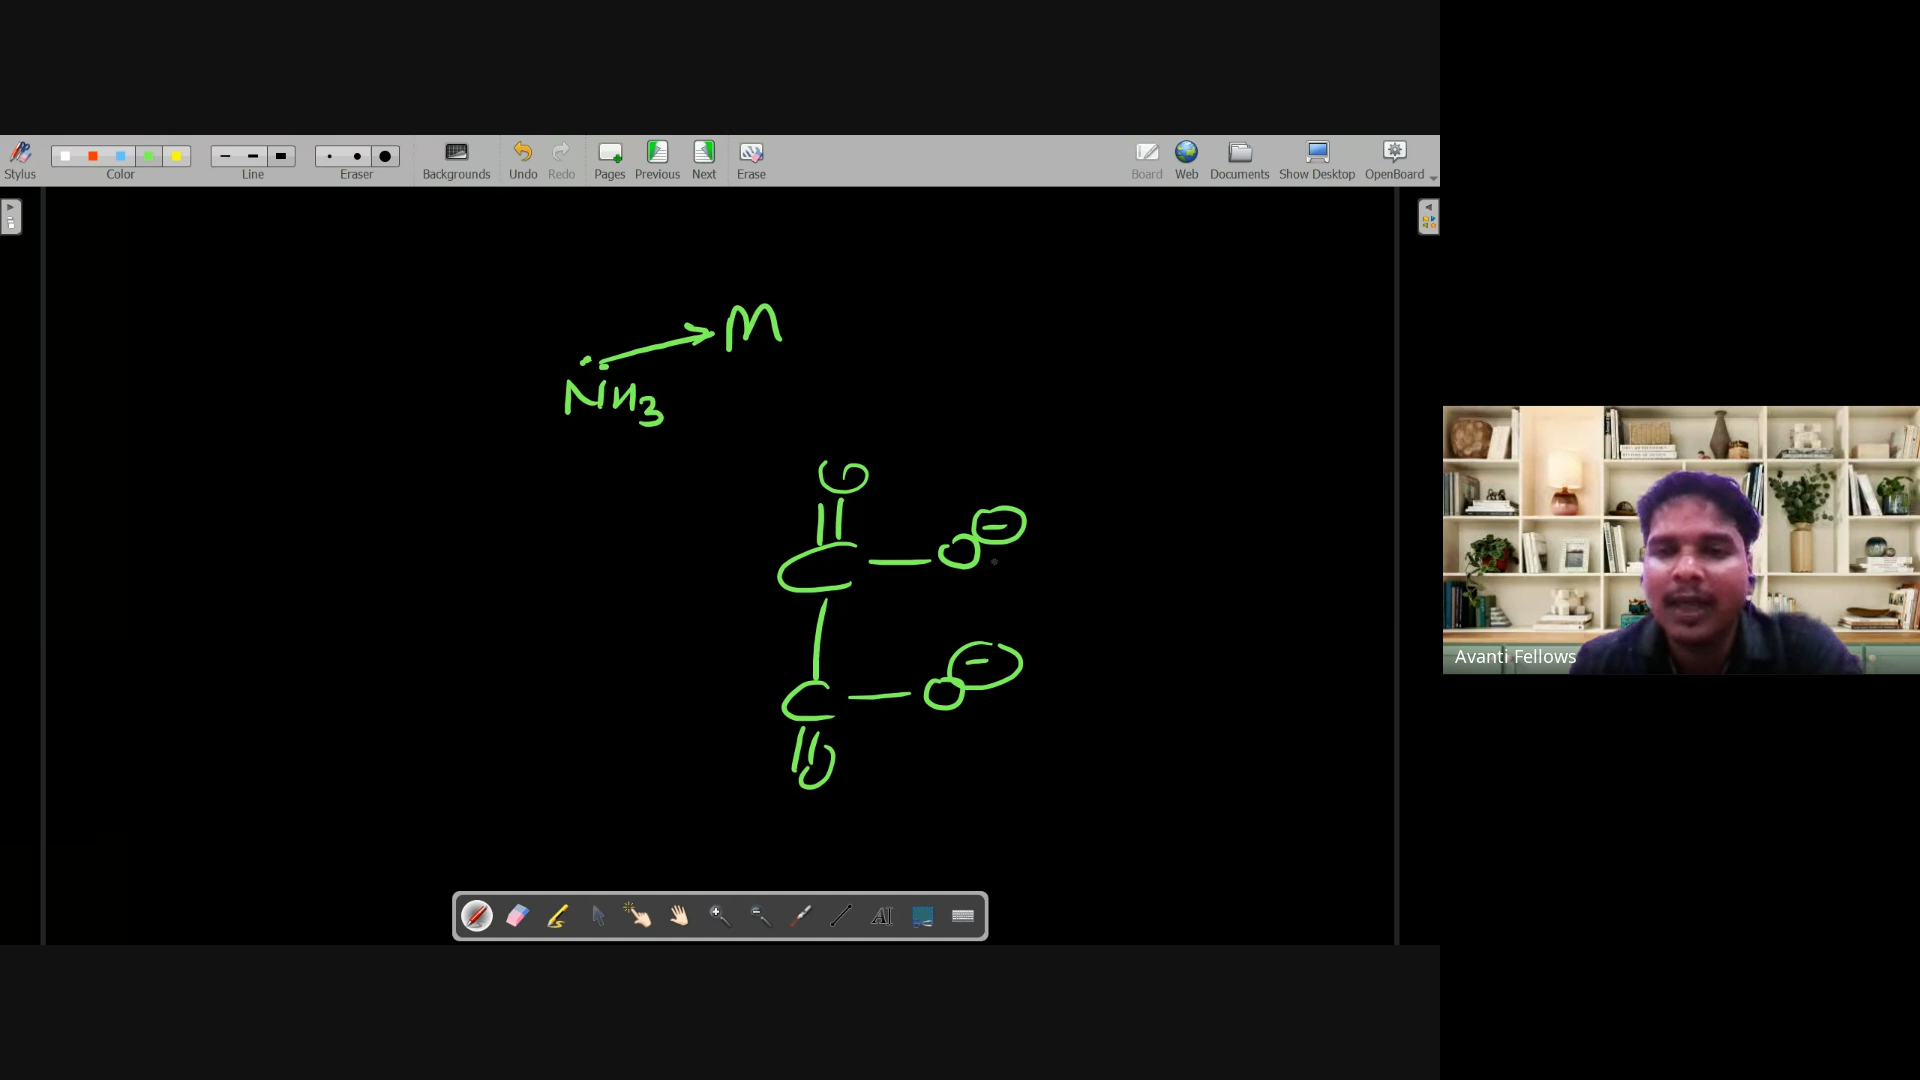 Stylus Color Line Eraser Backgrounds Undo Redo Pages Previous Next Erase Board Web Documents Show Desktop OpenBoard
M
NH3
O
C — O -
C — O -
O
Avanti Fellows
AI